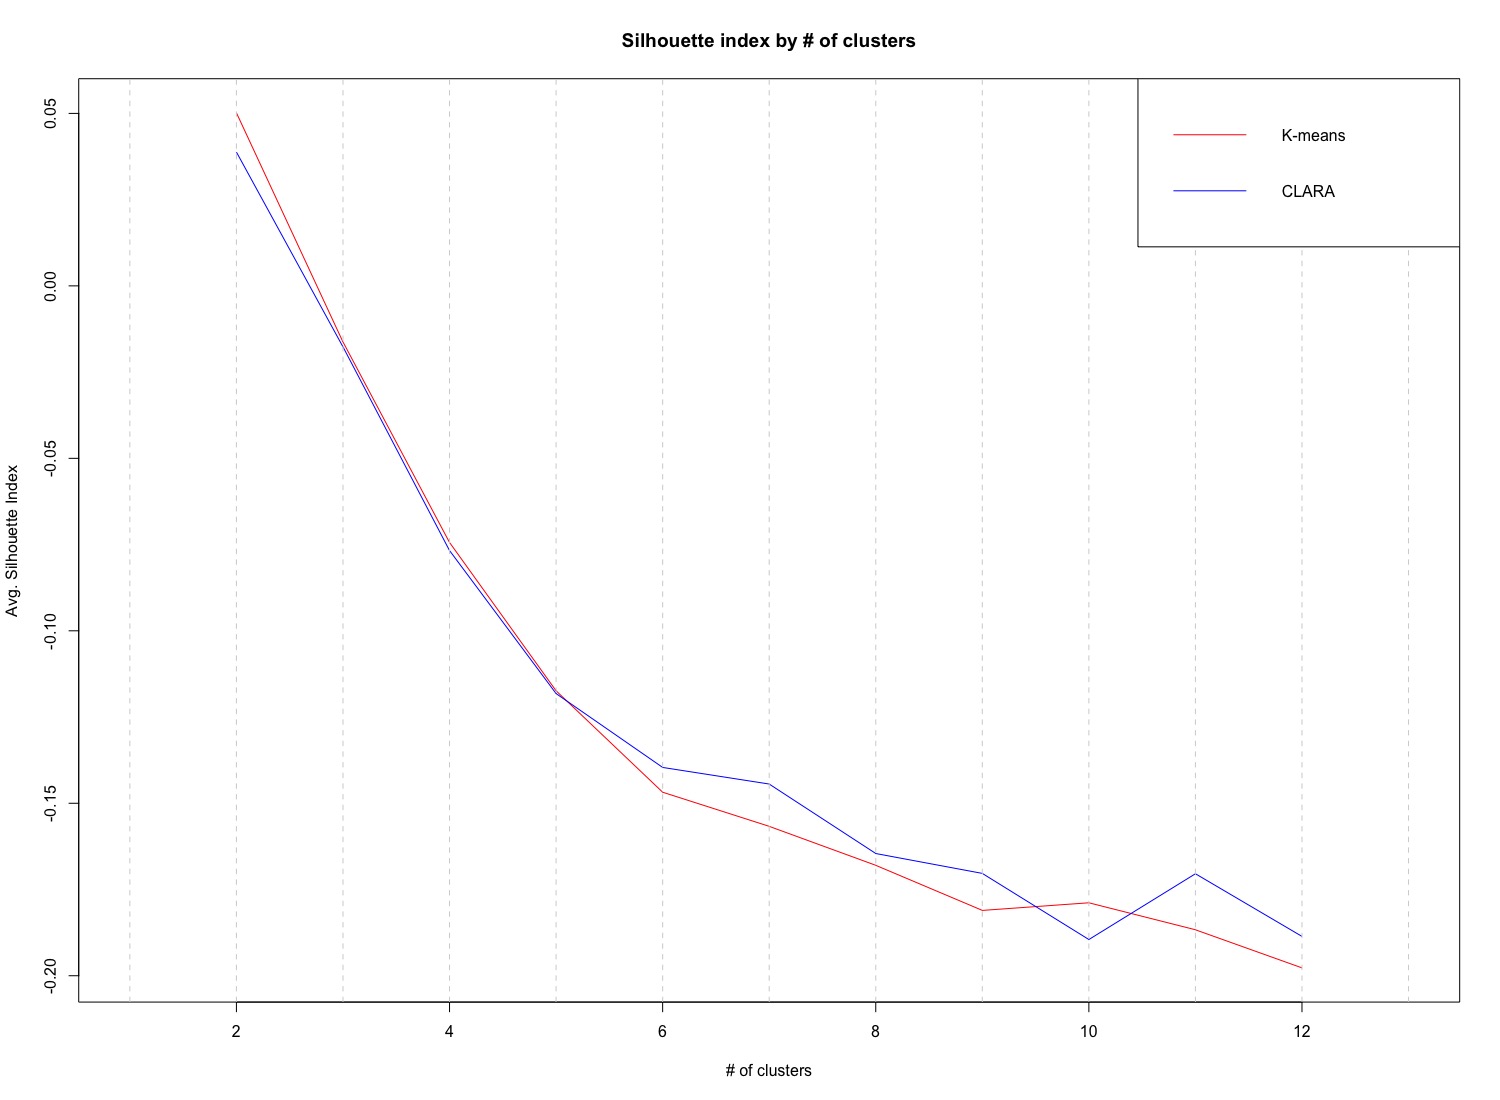 Silhouette index by # of clusters
K-means
CLARA
Avg. Silhouette Index
0.05
0.00
-0.05
-0.10
-0.15
-0.20
2 4 6 8 10 12
# of clusters